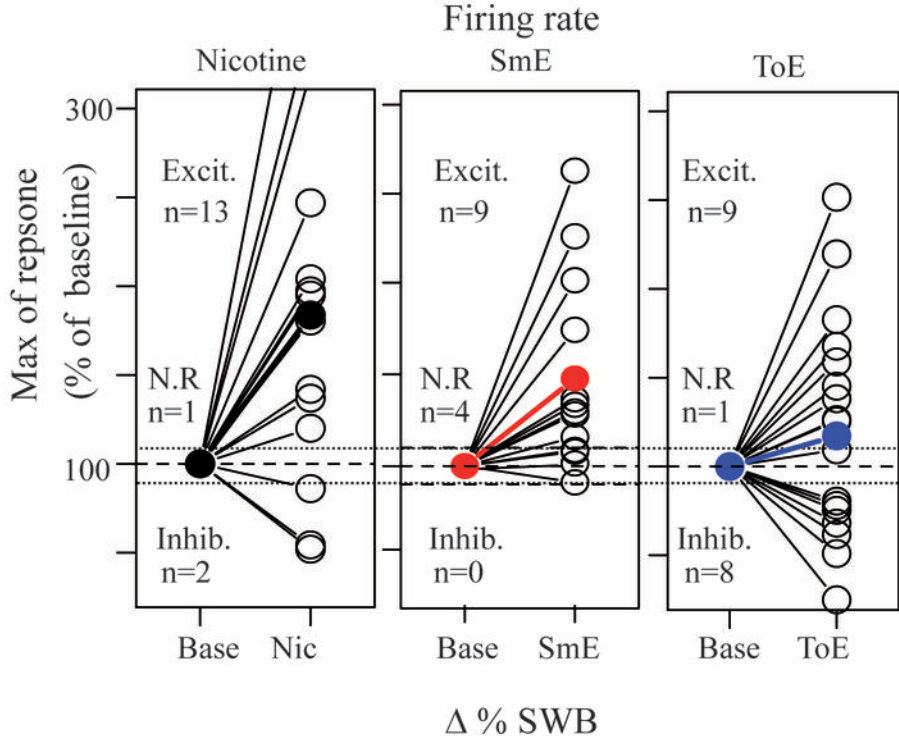 Firing rate
Nicotine SmE ToE
Max of repsone
(% of baseline)
300
100
Excit.
n=13
N.R
n=1
Inhib.
n=2
Base Nic
Excit.
n=9
N.R
n=4
Inhib.
n=0
Base SmE
Excit.
n=9
N.R
n=1
Inhib.
n=8
Base ToE
Δ % SWB